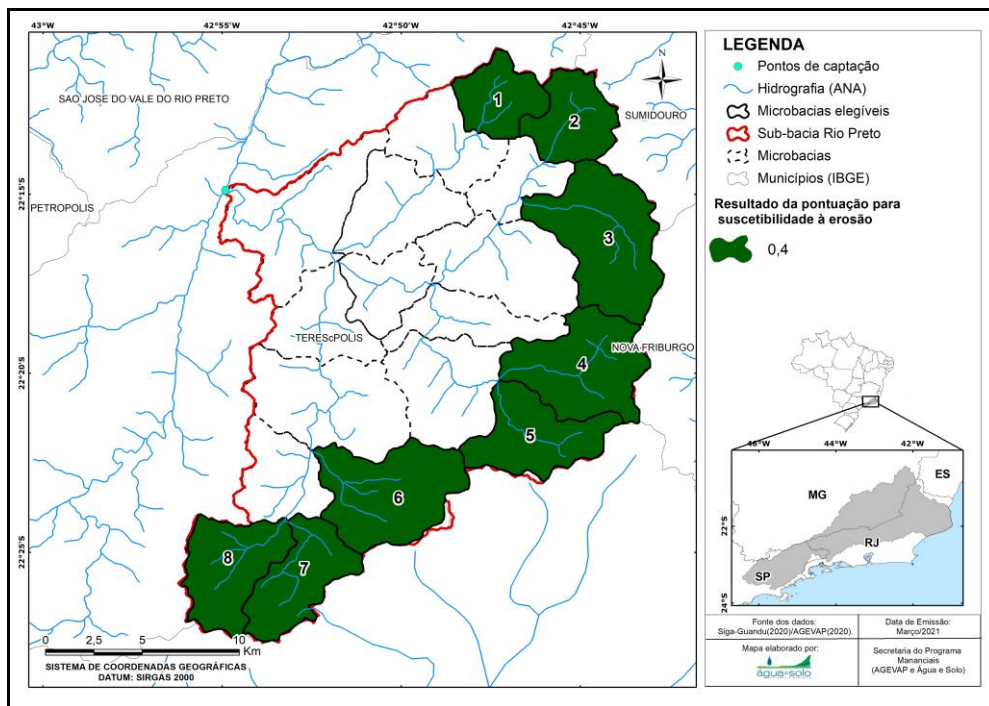 43°W
42°55'W
42°50'W
42°45'W
N
SAO JOSE DO VALE DO RIO PRETO
SUMIDOURO
1
2
22°15'S
PETROPOLIS
3
TEREScPOLIS
NOVA FRIBURGO
22°20'S
4
5
6
22°25'S
8
7
0 2,5 5 10
Km
SISTEMA DE COORDENADAS GEOGRÁFICAS
DATUM: SIRGAS 2000
LEGENDA
Pontos de captação
Hidrografia (ANA)
Microbacias elegíveis
Sub-bacia Rio Preto
Microbacias
Municípios (IBGE)
Resultado da pontuação para
suscetibilidade à erosão
0,4
46°W
44°W
42°W
ES
MG
22°S
RJ
SP
24°S
Fonte dos dados:
Siga-Guandu(2020)/AGEVAP(2020).
Data de Emissão:
Março/2021
Mapa elaborado por:
água&solo
Secretaria do Programa
Mananciais
(AGEVAP e Água e Solo)